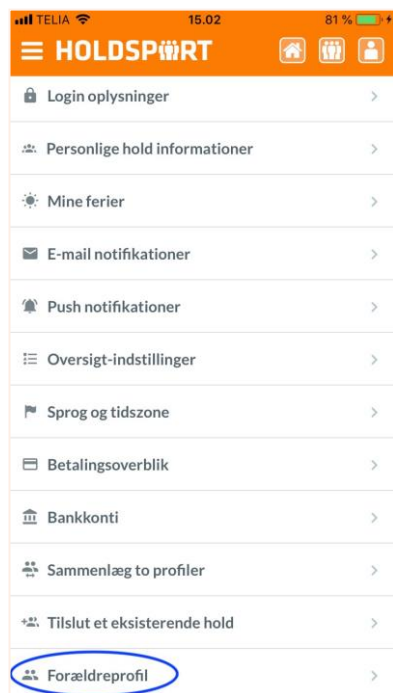 TELIA 15.02 81 %
HOLDSPORT
Login oplysninger
Personlige hold informationer
Mine ferier
E-mail notifikationer
Push notifikationer
Oversigt-indstillinger
Sprog og tidszone
Betalingsoverblik
Bankkonti
Sammenlæg to profiler
Tilslut et eksisterende hold
Forældreprofil